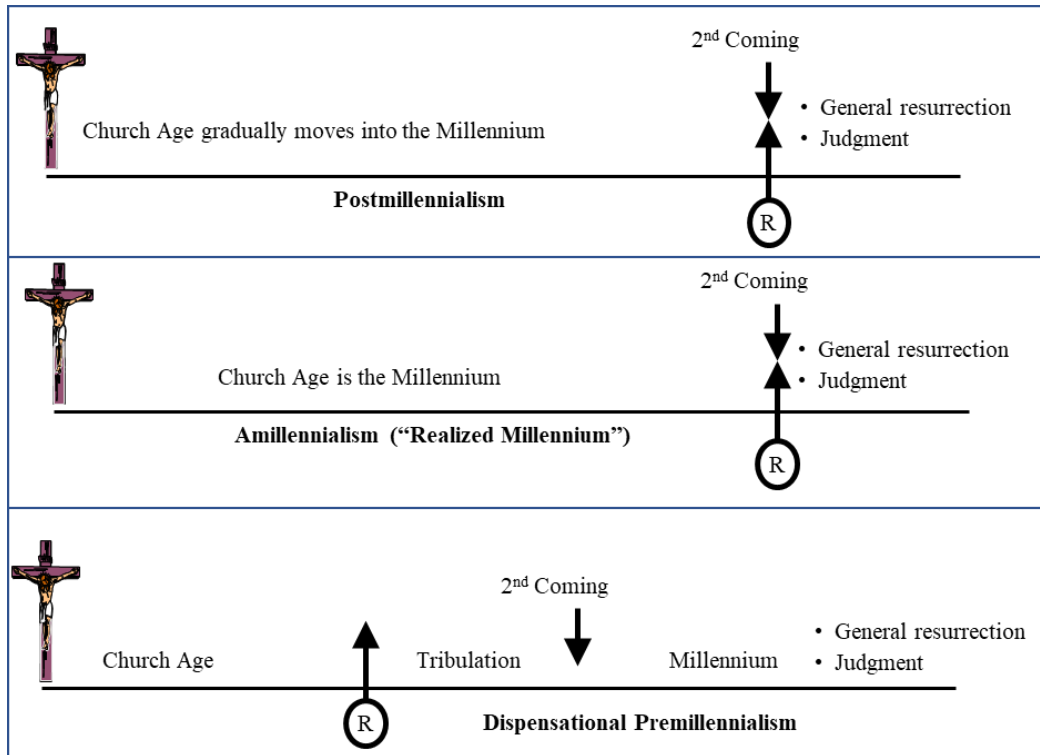 2nd Coming
• General resurrection
• Judgment
Church Age gradually moves into the Millennium
Postmillennialism
R
2nd Coming
• General resurrection
• Judgment
Church Age is the Millennium
Amillennialism (“Realized Millennium”)
R
2nd Coming
• General resurrection
• Judgment
Church Age
Tribulation
Millennium
R
Dispensational Premillennialism